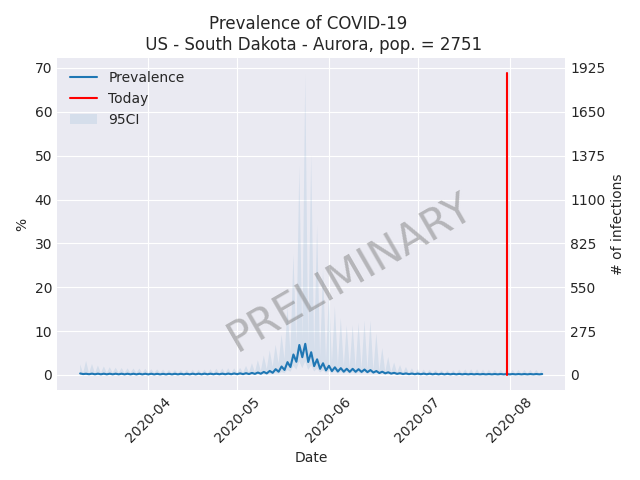 Prevalence of COVID-19
US - South Dakota - Aurora, pop. = 2751
Prevalence
Today
95CI
PRELIMINARY
%
70
60
50
40
30
20
10
0
1925
1650
1375
1100
825
550
275
0
# of infections
2020-04
2020-05
2020-06
2020-07
2020-08
Date